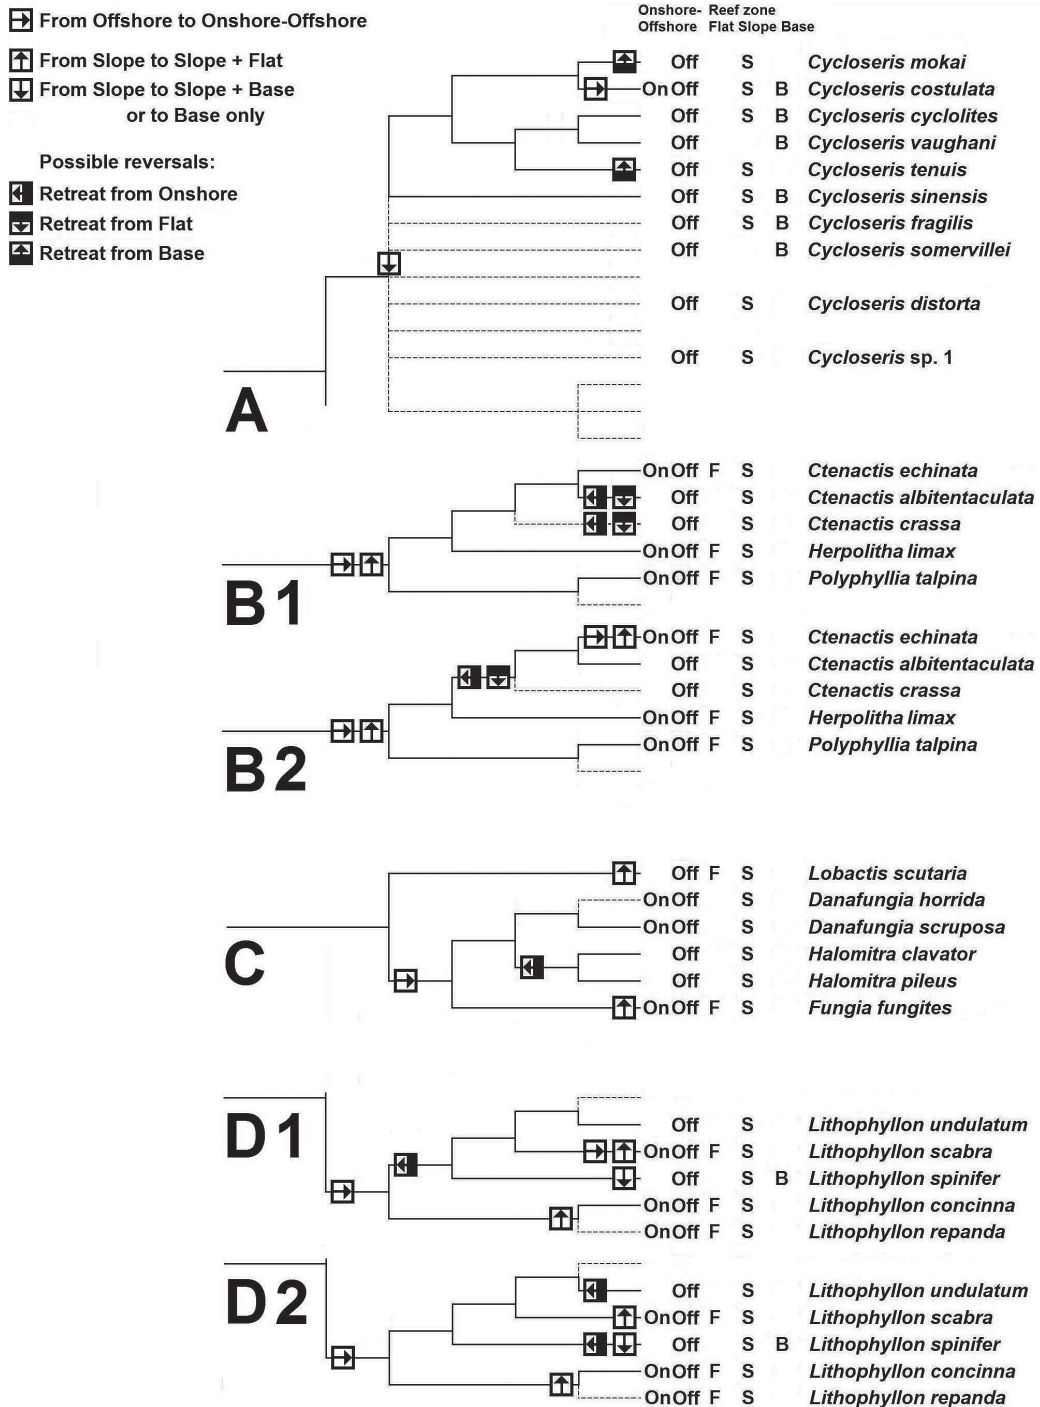 From Offshore to Onshore-Offshore
From Slope to Slope + Flat
From Slope to Slope + Base
or to Base only
Possible reversals:
Retreat from Onshore
Retreat from Flat
Retreat from Base
Onshore- Reef zone
Offshore Flat Slope Base
Off S Cycloseris mokai
On Off S B Cycloseris costulata
Off S B Cycloseris cyclolites
Off B Cycloseris vaughani
Off S Cycloseris tenuis
Off S B Cycloseris sinensis
Off S B Cycloseris fragilis
Off B Cycloseris somervillei
Off S Cycloseris distorta
Off S Cycloseris sp. 1
A
On Off F S Ctenactis echinata
Off S Ctenactis albitentaculata
Off S Ctenactis crassa
On Off F S Herpolitha limax
On Off F S Polyphyllia talpina
B 1
On Off F S Ctenactis echinata
Off S Ctenactis albitentaculata
Off S Ctenactis crassa
On Off F S Herpolitha limax
On Off F S Polyphyllia talpina
B 2
Off F S Lobactis scutaria
On Off S Danafungia horrida
On Off S Danafungia scruposa
Off S Halomitra clavator
Off S Halomitra pileus
On Off F S Fungia fungites
C
Off S Lithophyllon undulatum
On Off F S Lithophyllon scabra
Off S B Lithophyllon spinifer
On Off F S Lithophyllon concinna
On Off F S Lithophyllon repanda
D 1
Off S Lithophyllon undulatum
On Off F S Lithophyllon scabra
Off S B Lithophyllon spinifer
On Off F S Lithophyllon concinna
On Off F S Lithophyllon repanda
D 2